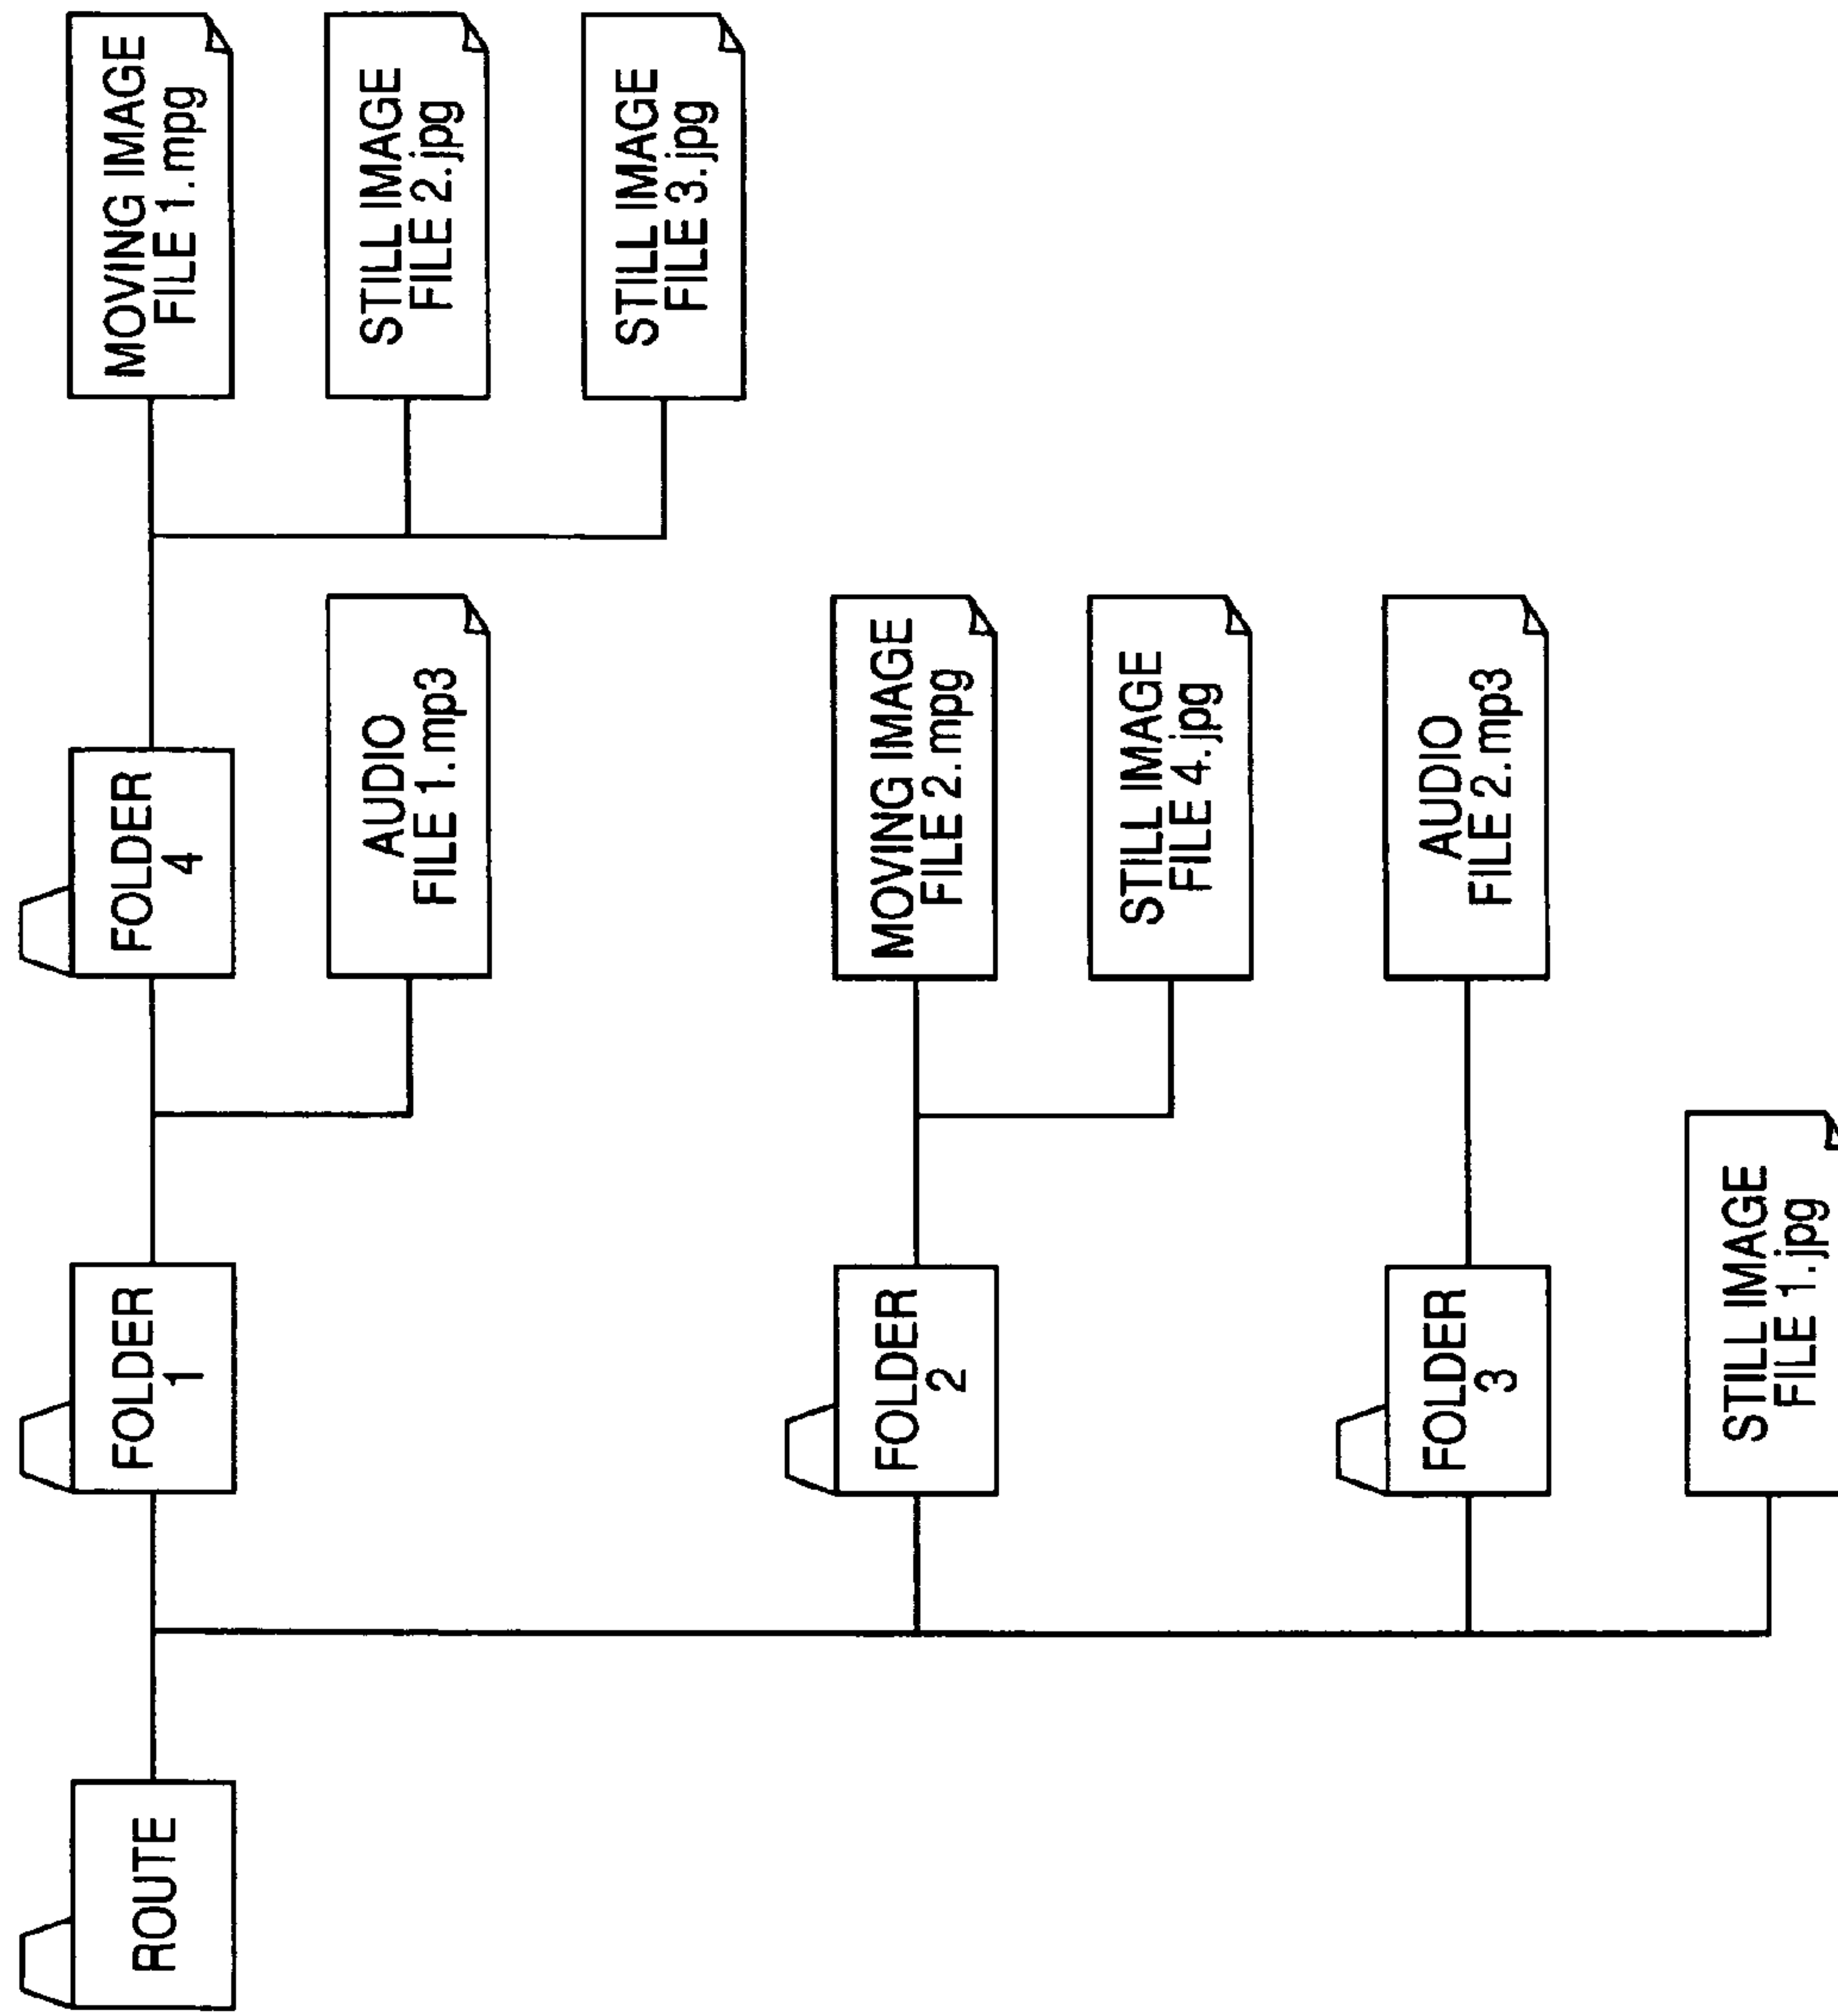 ROUTE
FOLDER
1
FOLDER
4
MOVING IMAGE
FILE 1.mpg
STILL IMAGE
FILE 2.jpg
STILL IMAGE
FILE 3.jpg
AUDIO
FILE 1.mp3
FOLDER
2
MOVING IMAGE
FILE 2.mpg
STILL IMAGE
FILE 4.jpg
FOLDER
3
AUDIO
FILE 2.mp3
STILL IMAGE
FILE 1.jpg